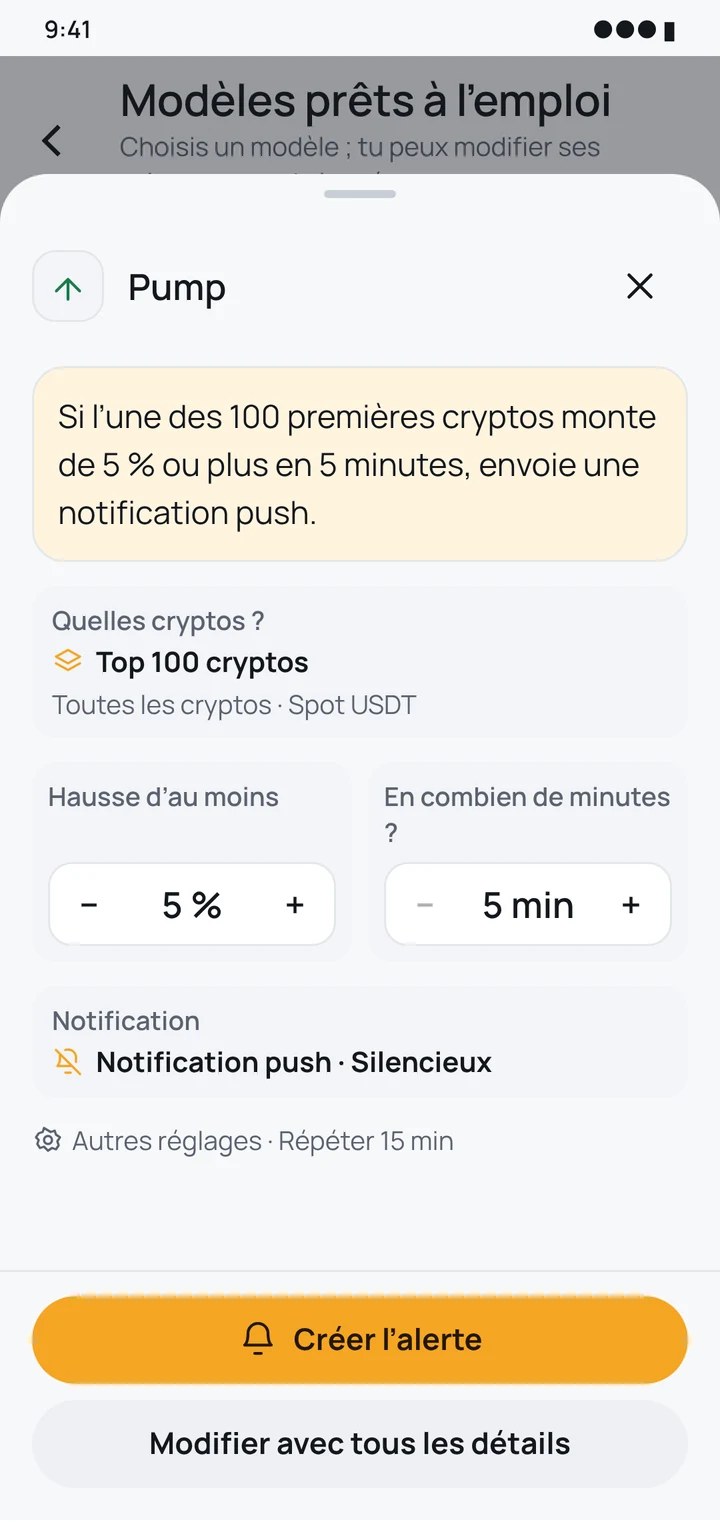 9:41
Modèles prêts à l'emploi
Choisis un modèle ; tu peux modifier ses
Pump
Si l'une des 100 premières cryptos monte
de 5 % ou plus en 5 minutes, envoie une
notification push.
Quelles cryptos ?
Top 100 cryptos
Toutes les cryptos · Spot USDT
Hausse d'au moins
En combien de minutes
?
− 5 % +
− 5 min +
Notification
Notification push · Silencieux
Autres réglages · Répéter 15 min
Créer l'alerte
Modifier avec tous les détails